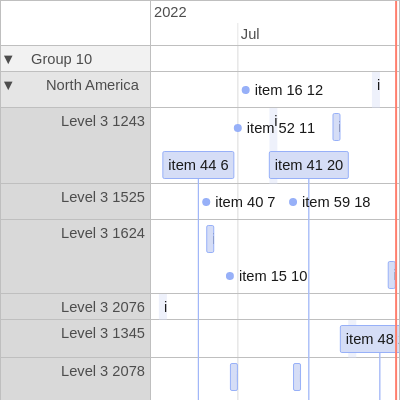 2022
Jul
▼ Group 10
▼ North America
item 16 12
i
Level 3 1243
item 52 11
i
i
item 44 6
item 41 20
Level 3 1525
item 40 7
item 59 18
Level 3 1624
i
item 15 10
i
Level 3 2076
i
Level 3 1345
item 48
Level 3 2078